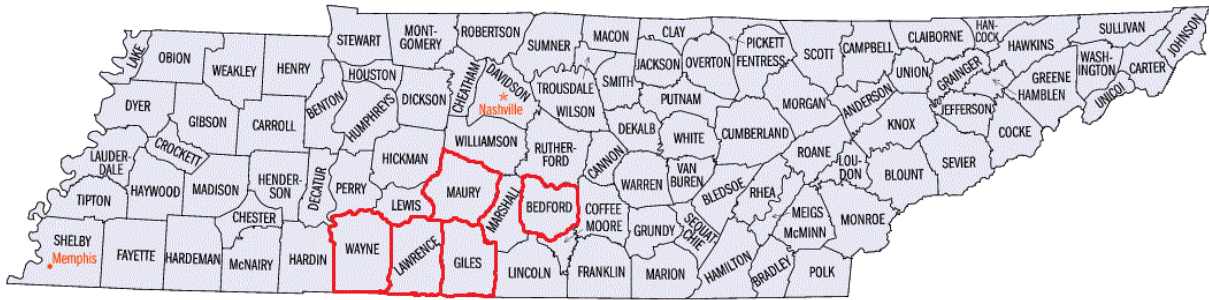 LAKE
OBION
WEAKLEY
HENRY
STEWART
MONT-
GOMERY
ROBERTSON
SUMNER
MACON
CLAY
PICKETT
FENTRESS
SCOTT
CAMPBELL
CLAIBORNE
HAN-
COCK
HAWKINS
SULLIVAN
JOHNSON
HOUSTON
CHEATHAM
DAVIDSON
Nashville
TROUSDALE
WILSON
SMITH
JACKSON
OVERTON
UNION
GRAINGER
HAMBLEN
GREENE
WASH-
INGTON
CARTER
UNICOI
DYER
GIBSON
CARROLL
BENTON
HUMPHREYS
DICKSON
PUTNAM
MORGAN
ANDERSON
KNOX
JEFFERSON
COCKE
LAUDER-
DALE
CROCKETT
HICKMAN
WILLIAMSON
RUTHER-
FORD
CANNON
DEKALB
WHITE
CUMBERLAND
ROANE
LOU-
DON
BLOUNT
SEVIER
TIPTON
HAYWOOD
MADISON
HENDER-
SON
DECATUR
PERRY
LEWIS
MAURY
MARSHALL
BEDFORD
COFFEE
MOORE
WARREN
VAN
BUREN
BLEDSOE
RHEA
MEIGS
McMINN
MONROE
CHESTER
SHELBY
Memphis
FAYETTE
HARDEMAN
McNAIRY
HARDIN
WAYNE
LAWRENCE
GILES
LINCOLN
FRANKLIN
GRUNDY
MARION
SEQUAT-
CHIE
HAMILTON
BRADLEY
POLK